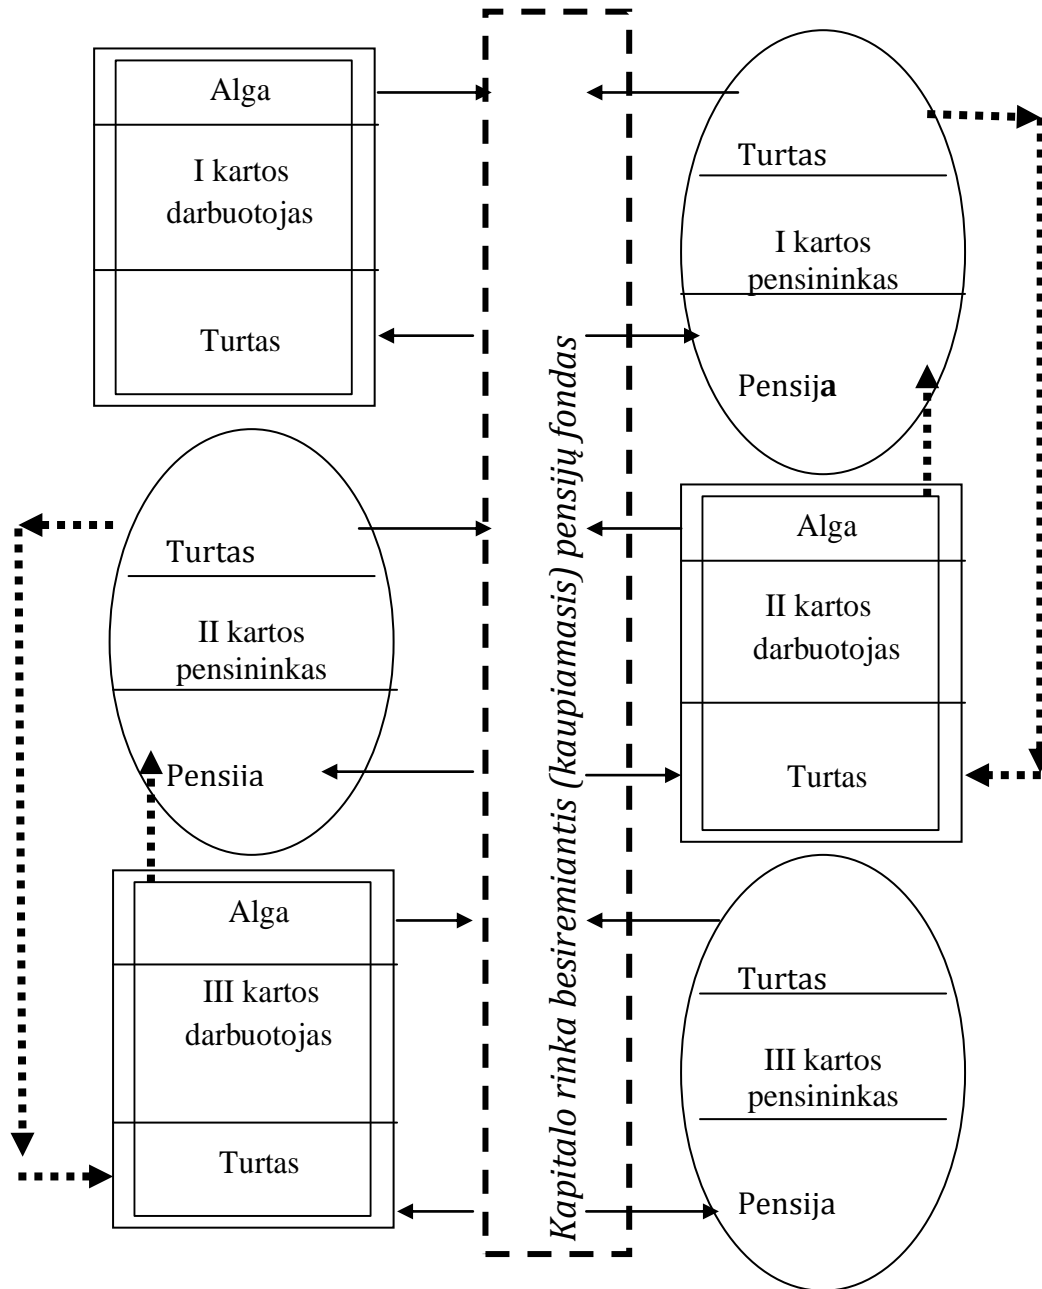 Alga
I kartos
darbuotojas
Turtas
Turtas
II kartos
pensininkas
Pensiia
Alga
III kartos
darbuotojas
Turtas
Kapitalo rinka besiremiantis (kaupiamasis) pensijų fondas
Turtas
I kartos
pensininkas
Pensija
Alga
II kartos
darbuotojas
Turtas
Turtas
III kartos
pensininkas
Pensija